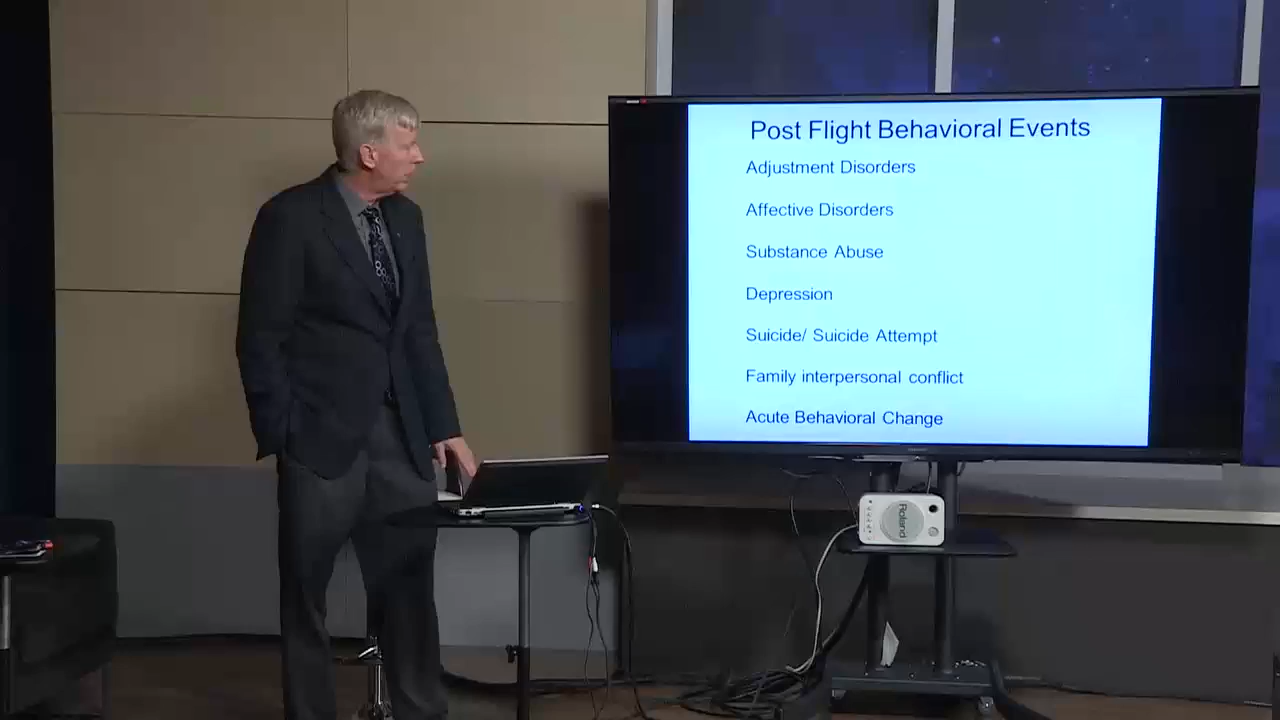 Post Flight Behavioral Events
Adjustment Disorders
Affective Disorders
Substance Abuse
Depression
Suicide/ Suicide Attempt
Family interpersonal conflict
Acute Behavioral Change
Roland